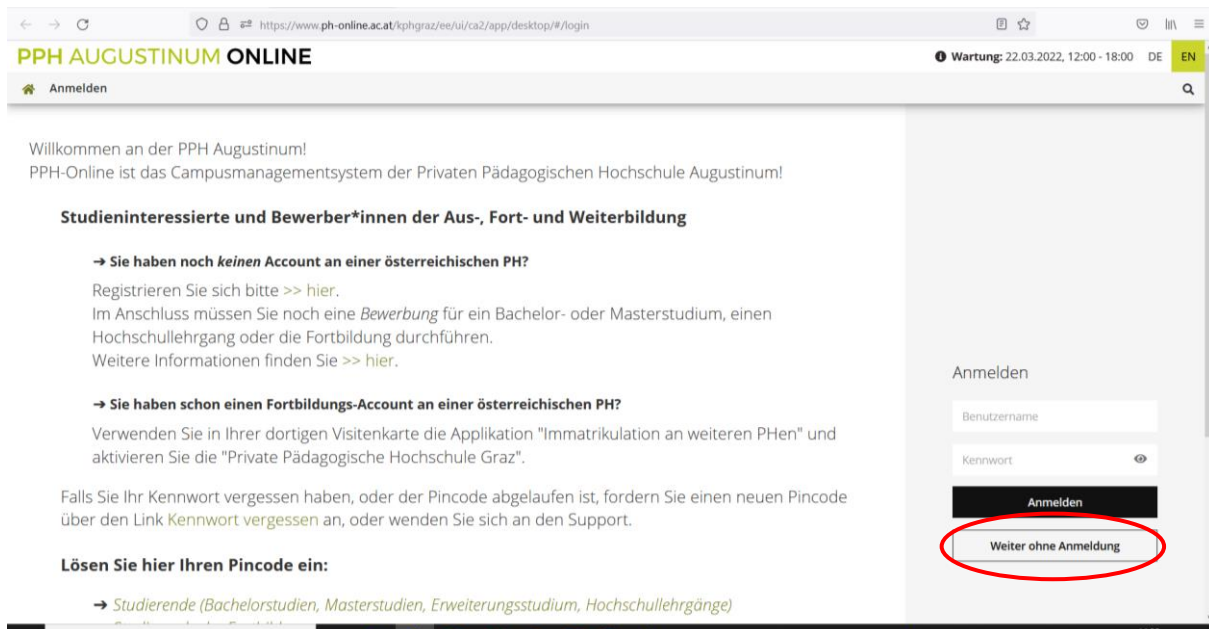 https://www.ph-online.ac.at/kphgraz/ee/ui/ca2/app/desktop/#/login
PPH AUGUSTINUM ONLINE
Wartung: 22.03.2022, 12:00 - 18:00 DE EN
Anmelden
Willkommen an der PPH Augustinum!
PPH-Online ist das Campusmanagementsystem der Privaten Pädagogischen Hochschule Augustinum!
Studieninteressierte und Bewerber*innen der Aus-, Fort- und Weiterbildung
➔ Sie haben noch keinen Account an einer österreichischen PH?
Registrieren Sie sich bitte >> hier.
Im Anschluss müssen Sie noch eine Bewerbung für ein Bachelor- oder Masterstudium, einen
Hochschullehrgang oder die Fortbildung durchführen.
Weitere Informationen finden Sie >> hier.
➔ Sie haben schon einen Fortbildungs-Account an einer österreichischen PH?
Verwenden Sie in Ihrer dortigen Visitenkarte die Applikation "Immatrikulation an weiteren PHen" und
aktivieren Sie die "Private Pädagogische Hochschule Graz".
Falls Sie Ihr Kennwort vergessen haben, oder der Pincode abgelaufen ist, fordern Sie einen neuen Pincode
über den Link Kennwort vergessen an, oder wenden Sie sich an den Support.
Lösen Sie hier Ihren Pincode ein:
➔ Studierende (Bachelorstudien, Masterstudien, Erweiterungsstudium, Hochschullehrgänge)
Anmelden
Benutzername
Kennwort
Anmelden
Weiter ohne Anmeldung